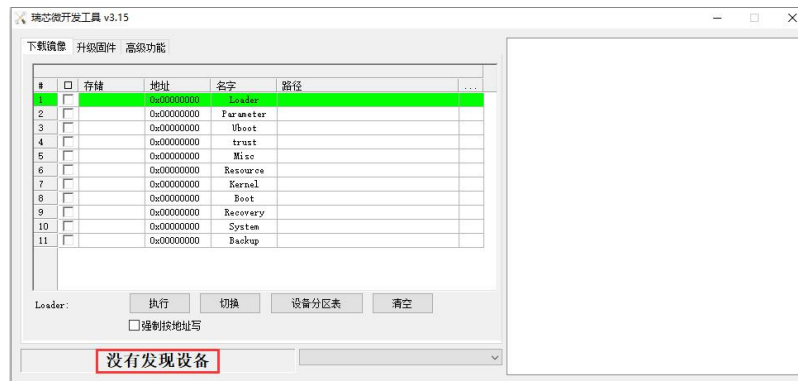 瑞芯微开发工具 v3.15
下载镜像 升级固件 高级功能
# 存储 地址 名字 路径 ...
1 0x00000000 Loader
2 0x00000000 Parameter
3 0x00000000 Uboot
4 0x00000000 trust
5 0x00000000 Misc
6 0x00000000 Resource
7 0x00000000 Kernel
8 0x00000000 Boot
9 0x00000000 Recovery
10 0x00000000 System
11 0x00000000 Backup
Loader: 执行 切换 设备分区表 清空
强制按地址写
没有发现设备